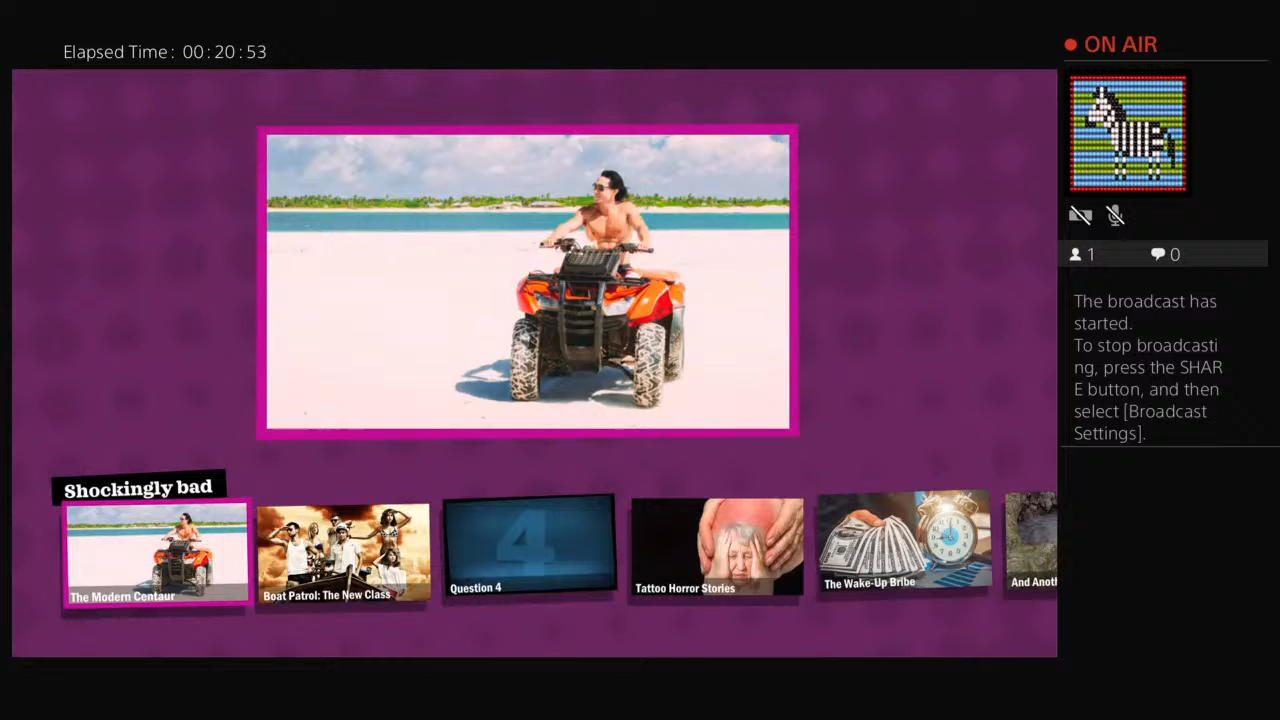 Elapsed Time: 00:20:53
ON AIR
1
0
The broadcast has
started.
To stop broadcasti
ng, press the SHAR
E button, and then
select [Broadcast
Settings].
Shockingly bad
The Modern Centaur
Boat Patrol: The New Class
4
Question 4
Tattoo Horror Stories
The Wake-Up Bribe
And Anoth